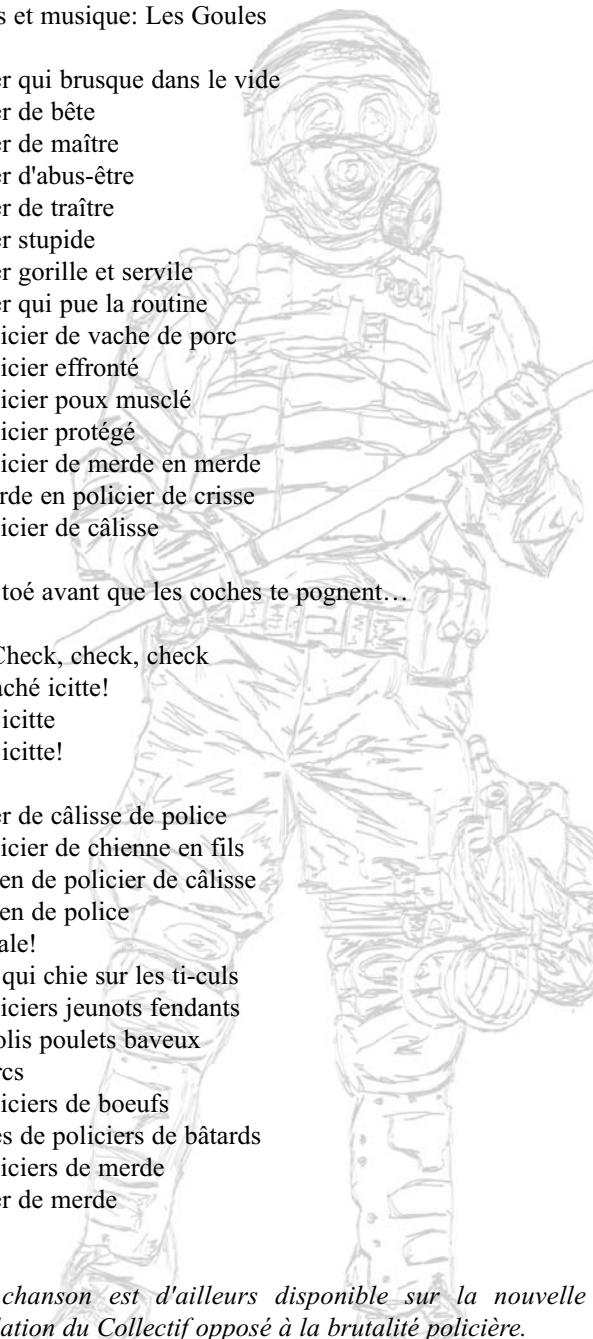 s et musique: Les Goules
er qui brusque dans le vide
er de bête
er de maître
er d'abus-être
er de traître
er stupide
er gorille et servile
er qui pue la routine
icier de vache de porc
icier effronté
icier poux musclé
icier protégé
icier de merde en merde
rde en policier de crisse
icier de câlisse
toé avant que les coches te pognent…
Check, check, check
aché icitte!
icitte
icitte!
er de câlisse de police
icier de chienne en fils
en de policier de câlisse
en de police
ale!
qui chie sur les ti-culs
iciers jeunots fendants
olis poulets baveux
rcs
iciers de boeufs
es de policiers de bâtards
iciers de merde
er de merde
chanson est d'ailleurs disponible sur la nouvelle
lation du Collectif opposé à la brutalité policière.